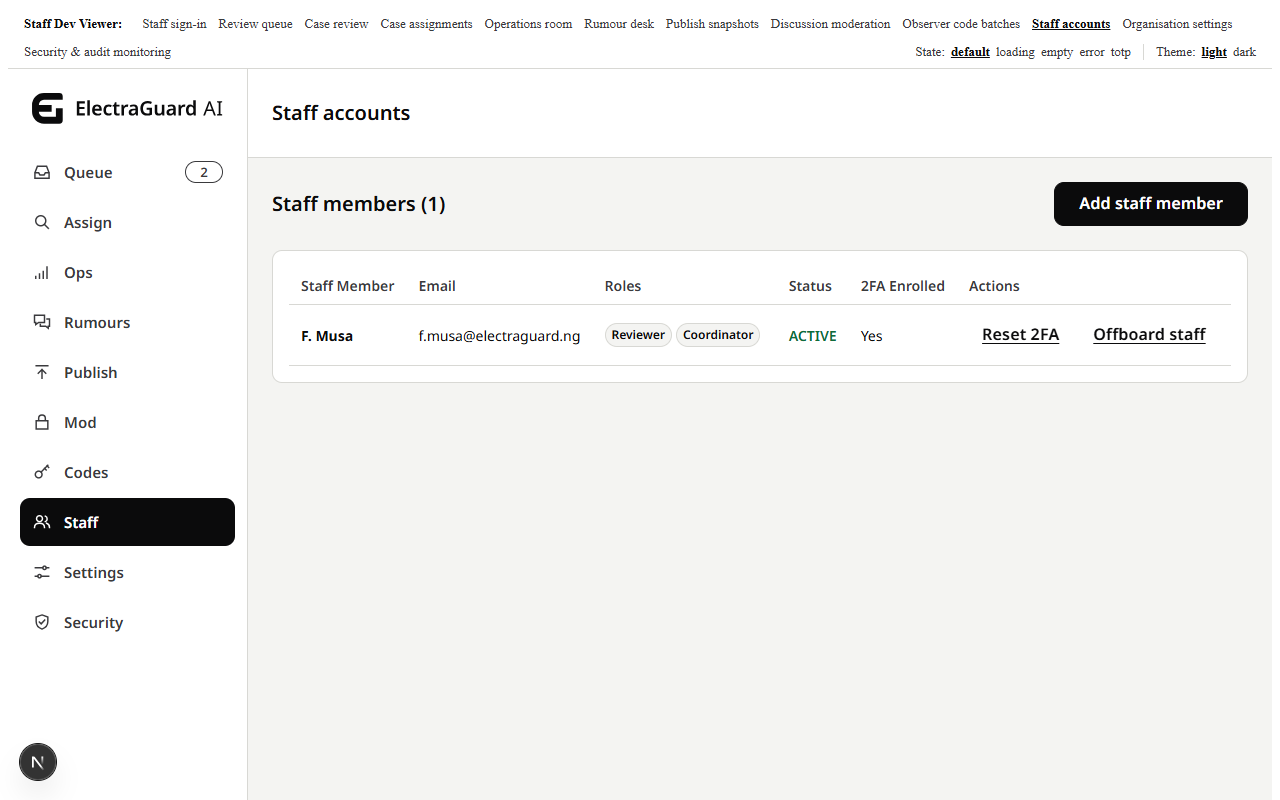 Staff Dev Viewer: Staff sign-in Review queue Case review Case assignments Operations room Rumour desk Publish snapshots Discussion moderation Observer code batches Staff accounts Organisation settings
Security & audit monitoring State: default loading empty error totp Theme: light dark
ElectraGuard AI
Staff accounts
Queue 2
Assign
Ops
Rumours
Publish
Mod
Codes
Staff
Settings
Security
N
Staff members (1) Add staff member
Staff Member Email Roles Status 2FA Enrolled Actions
F. Musa f.musa@electraguard.ng Reviewer Coordinator ACTIVE Yes Reset 2FA Offboard staff